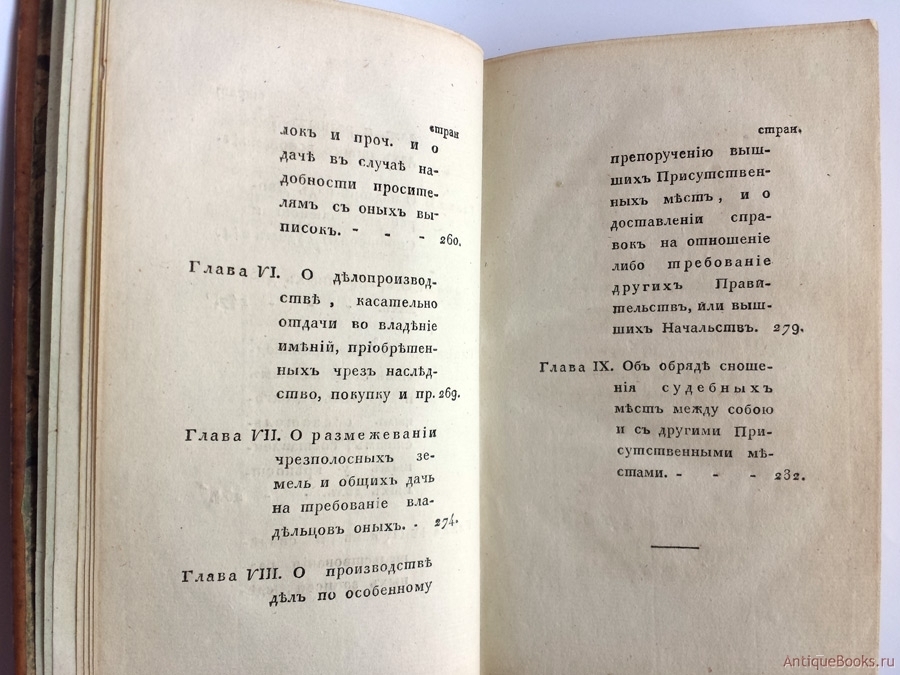 стран
локъ и проч. и о
дачѣ въ случаѣ на-
добности просите-
лямъ съ оныхъ вы-
писокъ. - - - 260.
Глава VI. О дѣлопроизвод-
ствѣ, касательно
отдачи во владѣніе
имѣній, пріобрѣтен-
ныхъ чрезъ наслѣд-
ство, покупку и пр. 269.
Глава VII. О размежеваніи
чрезполосныхъ зе-
мель и общихъ дачь
на требованіе вла-
дѣльцовъ оныхъ. - 274.
Глава VIII. О производствѣ
дѣлъ по особенному
стран.
препорученію выш-
шихъ Присутствен-
ныхъ мѣстъ, и о
доставленіи спра-
вокъ на отношеніе
либо требованіе
другихъ Прави-
тельствъ, йли выш-
шихъ Начальствъ. 279.
Глава IX. Объ обрядѣ сноше-
нія судебныхъ
мѣстъ между собою
и съ другими При-
сутственными мѣ-
стами. - - - 282.
AntiqueBooks.ru